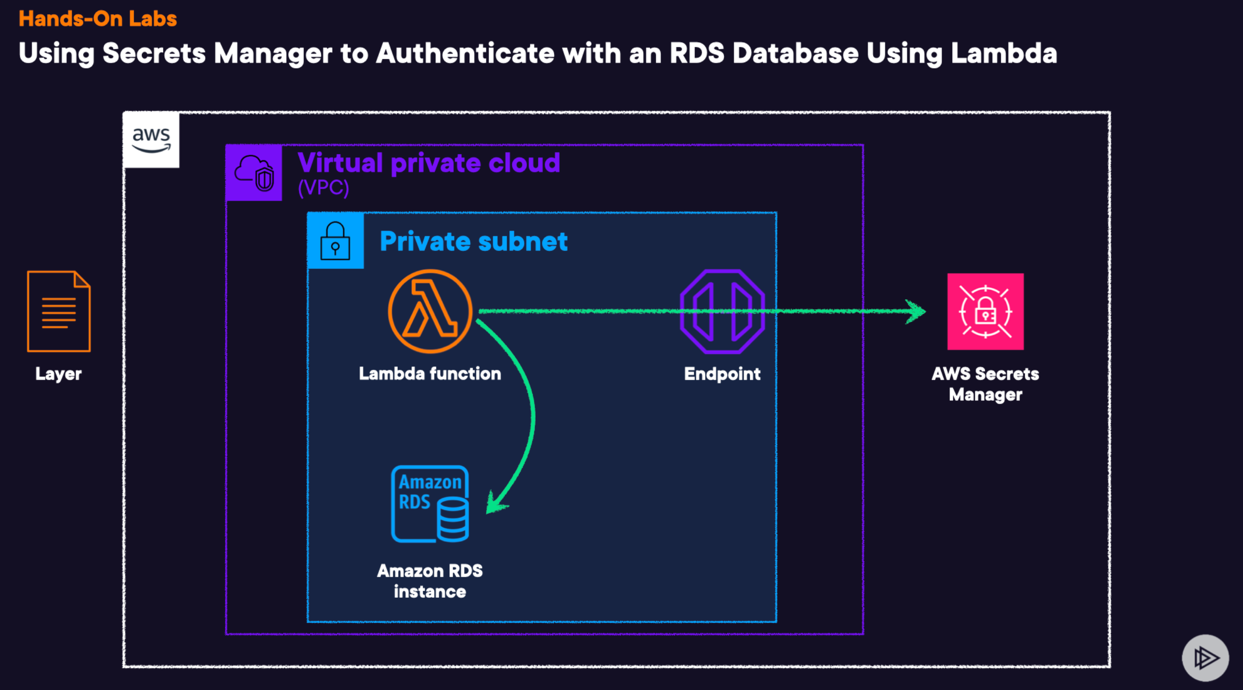 Hands-On Labs
Using Secrets Manager to Authenticate with an RDS Database Using Lambda
aws
Virtual private cloud
(VPC)
Private subnet
Layer
Lambda function
Endpoint
AWS Secrets
Manager
Amazon
RDS
Amazon RDS
instance